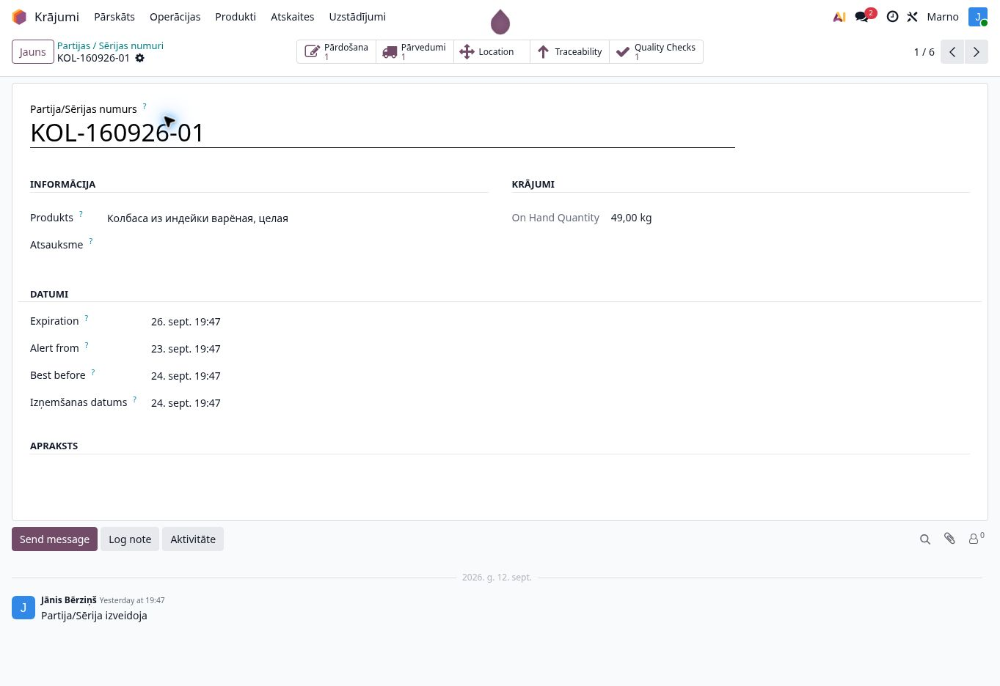 Krājumi Pārskāts Operācijas Produkti Atskaites Uzstādījumi
AI 2 Marno J
Jauns
Partijas / Sērijas numuri
KOL-160926-01
Pārdošana 1
Pārvedumi 1
Location
Traceability
Quality Checks 1
1 / 6
Partija/Sērijas numurs ?
KOL-160926-01
INFORMĀCIJA
Produkts ? Колбаса из индейки варёная, целая
Atsauksme ?
KRĀJUMI
On Hand Quantity 49,00 kg
DATUMI
Expiration ? 26. sept. 19:47
Alert from ? 23. sept. 19:47
Best before ? 24. sept. 19:47
Izņemšanas datums ? 24. sept. 19:47
APRAKSTS
Send message Log note Aktivitāte 0
2026. g. 12. sept.
J Jānis Bērziņš Yesterday at 19:47
Partija/Sērija izveidoja